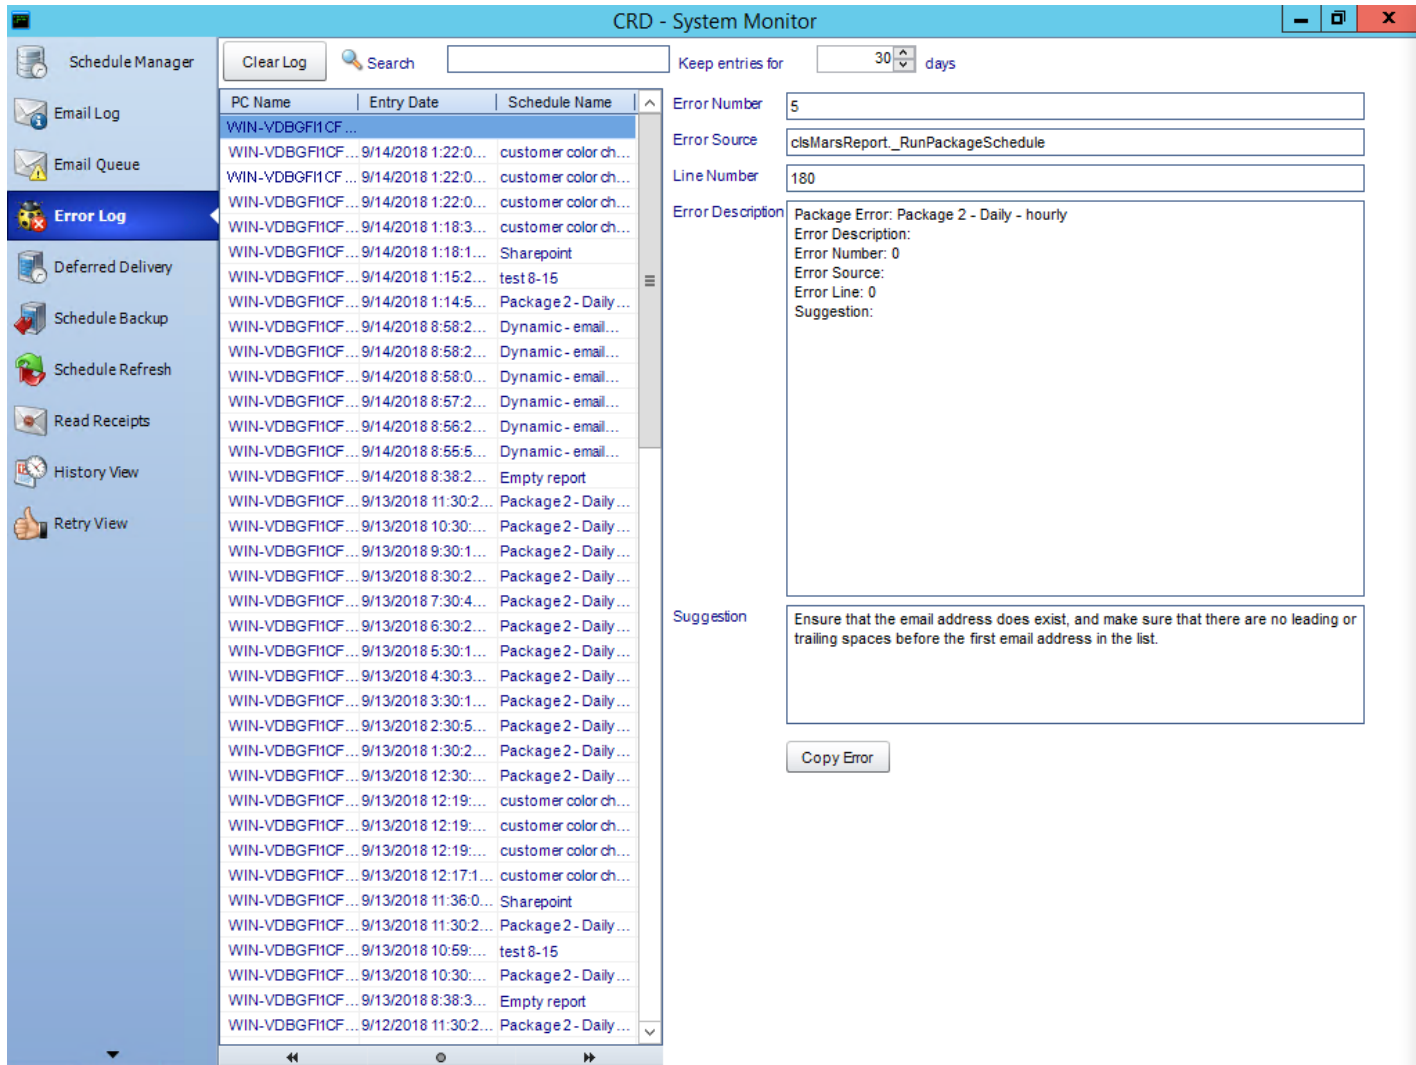 CRD - System Monitor
Schedule Manager
Email Log
Email Queue
Error Log
Deferred Delivery
Schedule Backup
Schedule Refresh
Read Receipts
History View
Retry View
Clear Log Search Keep entries for 30 days
PC Name Entry Date Schedule Name
WIN-VDBGFI1CF...
WIN-VDBGFI1CF... 9/14/2018 1:22:0... customer color ch...
WIN-VDBGFI1CF... 9/14/2018 1:22:0... customer color ch...
WIN-VDBGFI1CF... 9/14/2018 1:22:0... customer color ch...
WIN-VDBGFI1CF... 9/14/2018 1:18:3... customer color ch...
WIN-VDBGFI1CF... 9/14/2018 1:18:1... Sharepoint
WIN-VDBGFI1CF... 9/14/2018 1:15:2... test 8-15
WIN-VDBGFI1CF... 9/14/2018 1:14:5... Package 2 - Daily ...
WIN-VDBGFI1CF... 9/14/2018 8:58:2... Dynamic - email...
WIN-VDBGFI1CF... 9/14/2018 8:58:2... Dynamic - email...
WIN-VDBGFI1CF... 9/14/2018 8:58:0... Dynamic - email...
WIN-VDBGFI1CF... 9/14/2018 8:57:2... Dynamic - email...
WIN-VDBGFI1CF... 9/14/2018 8:56:2... Dynamic - email...
WIN-VDBGFI1CF... 9/14/2018 8:55:5... Dynamic - email...
WIN-VDBGFI1CF... 9/14/2018 8:38:2... Empty report
WIN-VDBGFI1CF... 9/13/2018 11:30:2... Package 2 - Daily ...
WIN-VDBGFI1CF... 9/13/2018 10:30:... Package 2 - Daily ...
WIN-VDBGFI1CF... 9/13/2018 9:30:1... Package 2 - Daily ...
WIN-VDBGFI1CF... 9/13/2018 8:30:2... Package 2 - Daily ...
WIN-VDBGFI1CF... 9/13/2018 7:30:4... Package 2 - Daily ...
WIN-VDBGFI1CF... 9/13/2018 6:30:2... Package 2 - Daily ...
WIN-VDBGFI1CF... 9/13/2018 5:30:1... Package 2 - Daily ...
WIN-VDBGFI1CF... 9/13/2018 4:30:3... Package 2 - Daily ...
WIN-VDBGFI1CF... 9/13/2018 3:30:1... Package 2 - Daily ...
WIN-VDBGFI1CF... 9/13/2018 2:30:5... Package 2 - Daily ...
WIN-VDBGFI1CF... 9/13/2018 1:30:2... Package 2 - Daily ...
WIN-VDBGFI1CF... 9/13/2018 12:30:... Package 2 - Daily ...
WIN-VDBGFI1CF... 9/13/2018 12:19:... customer color ch...
WIN-VDBGFI1CF... 9/13/2018 12:19:... customer color ch...
WIN-VDBGFI1CF... 9/13/2018 12:19:... customer color ch...
WIN-VDBGFI1CF... 9/13/2018 12:17:1... customer color ch...
WIN-VDBGFI1CF... 9/13/2018 11:36:0... Sharepoint
WIN-VDBGFI1CF... 9/13/2018 11:30:2... Package 2 - Daily ...
WIN-VDBGFI1CF... 9/13/2018 10:59:... test 8-15
WIN-VDBGFI1CF... 9/13/2018 10:30:... Package 2 - Daily ...
WIN-VDBGFI1CF... 9/13/2018 8:38:3... Empty report
WIN-VDBGFI1CF... 9/12/2018 11:30:2... Package 2 - Daily ...
Error Number 5
Error Source clsMarsReport._RunPackageSchedule
Line Number 180
Error Description Package Error: Package 2 - Daily - hourly
Error Description:
Error Number: 0
Error Source:
Error Line: 0
Suggestion:
Suggestion Ensure that the email address does exist, and make sure that there are no leading or
trailing spaces before the first email address in the list.
Copy Error